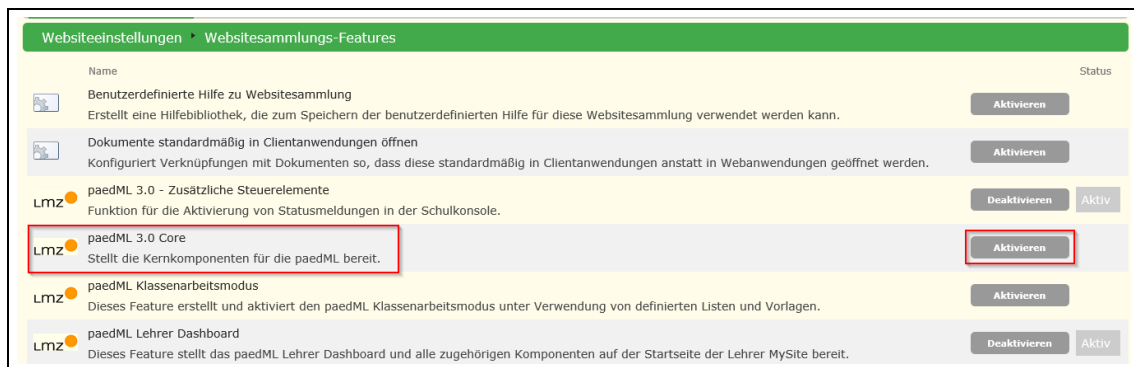 Websiteeinstellungen ‣ Websitesammlungs-Features
Name Status
Benutzerdefinierte Hilfe zu Websitesammlung
Erstellt eine Hilfebibliothek, die zum Speichern der benutzerdefinierten Hilfe für diese Websitesammlung verwendet werden kann.
Aktivieren
Dokumente standardmäßig in Clientanwendungen öffnen
Konfiguriert Verknüpfungen mit Dokumenten so, dass diese standardmäßig in Clientanwendungen anstatt in Webanwendungen geöffnet werden.
Aktivieren
LMZ
paedML 3.0 - Zusätzliche Steuerelemente
Funktion für die Aktivierung von Statusmeldungen in der Schulkonsole.
Deaktivieren Aktiv
LMZ
paedML 3.0 Core
Stellt die Kernkomponenten für die paedML bereit.
Aktivieren
LMZ
paedML Klassenarbeitsmodus
Dieses Feature erstellt und aktiviert den paedML Klassenarbeitsmodus unter Verwendung von definierten Listen und Vorlagen.
Aktivieren
LMZ
paedML Lehrer Dashboard
Dieses Feature stellt das paedML Lehrer Dashboard und alle zugehörigen Komponenten auf der Startseite der Lehrer MySite bereit.
Deaktivieren Aktiv